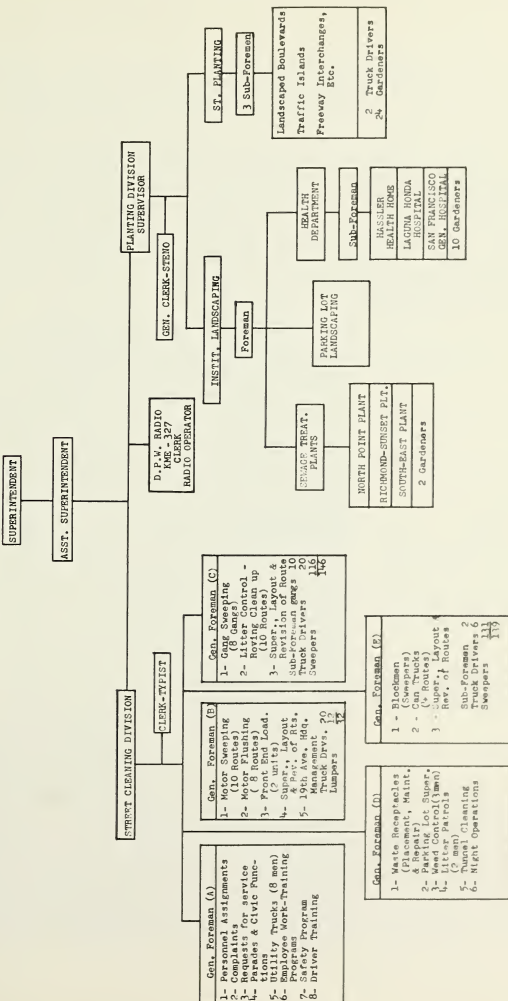 SUPERINTENDENT
ASST. SUPERINTENDENT
STREET CLEANING DIVISION
CLERK-TYPIST
D.P.W. RADIO
KME - 327
CLERK
RADIO OPERATOR
PLANTING DIVISION
SUPERVISOR
GEN. CLERK-STENO
Gen. Foreman (A)
1- Personnel Assignments
2- Complaints
3- Requests for service
4- Parades & Civic Func-
tions
5- Utility Trucks (8 men)
6- Employee Work-Training
Programs
7- Safety Program
8- Driver Training
Gen. Foreman (B)
1- Motor Sweeping
(10 Routes)
2- Motor Flushing
( 8 Routes)
3- Front End Load.
(2 units)
4- Super., Layout
& Rev. of Rts.
5- 19th Ave. Hdq.
Management
Truck Drvs. 20
Lumpers 12
Gen. Foreman (C)
1- Gang Sweeping
(8 Gangs)
2- Litter Control -
Roving Clean up
(10 Routes)
3- Super., Layout &
Revision of Route
Sub-Foreman gangs 10
Truck Drivers 20
Sweepers 116
146
Gen. Foreman (D)
1- Waste Receptacles
(Placement, Maint.
& Repair)
2- Parking Lot Super.
3- Weed Control(3men)
4- Litter Patrols
(2 men)
5- Tunnel Cleaning
6- Night Operations
Gen. Foreman (E)
1 - Blockmen
(Sweepers)
2 - Can Trucks
(4 Routes)
3 - Super., Layout &
Rev. of Routes
Sub-Foremen 2
Truck Drivers 6
Sweepers 131
139
INSTIT. LANDSCAPING
Foreman
SEWAGE TREAT.
PLANTS
NORTH POINT PLANT
RICHMOND-SUNSET PLT.
SOUTH-EAST PLANT
2 Gardeners
PARKING LOT
LANDSCAPING
HEALTH
DEPARTMENT
Sub-Foreman
HASSLER
HEALTH HOME
LAGUNA HONDA
HOSPITAL
SAN FRANCISCO
GEN. HOSPITAL
10 Gardeners
ST. PLANTING
3 Sub-Foremen
Landscaped Boulevards
Traffic Islands
Freeway Interchanges,
Etc.
2 Truck Drivers
24 Gardeners